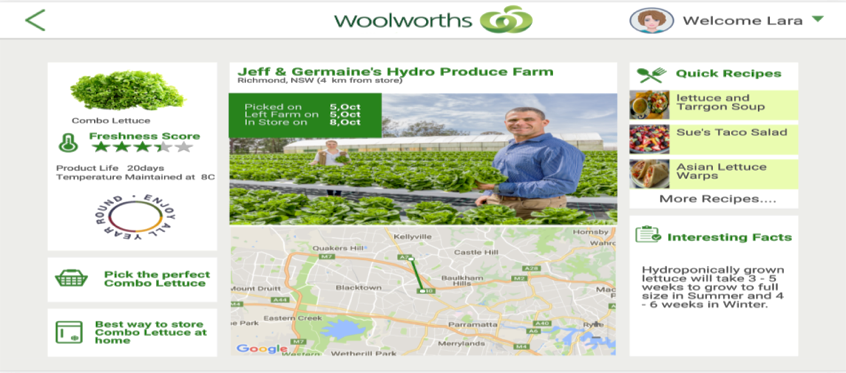 Woolworths
Welcome Lara
Combo Lettuce
Freshness Score
Product Life 20days
Temperature Maintained at 8C
ENJOY ALL YEAR ROUND
Pick the perfect
Combo Lettuce
Best way to store
Combo Lettuce at
home
Jeff & Germaine's Hydro Produce Farm
Richmond, NSW (4 km from store)
Picked on 5,Oct
Left Farm on 5,Oct
In Store on 8,Oct
Kellyville
Hornsby
Quakers Hill
Castle Hill
Wahro
M7
A2
A28
M2
Mount Druitt
Blacktown
Baulkham
Hills
Mac
A44
M7
Eastern Creek
e Park
Parramatta
A40
Ryde
Merrylands
Google
Western
Wetherill Park
Quick Recipes
lettuce and
Tarrgon Soup
Sue's Taco Salad
Asian Lettuce
Warps
More Recipes....
Interesting Facts
Hydroponically grown
lettuce will take 3 - 5
weeks to grow to full
size in Summer and 4
- 6 weeks in Winter.